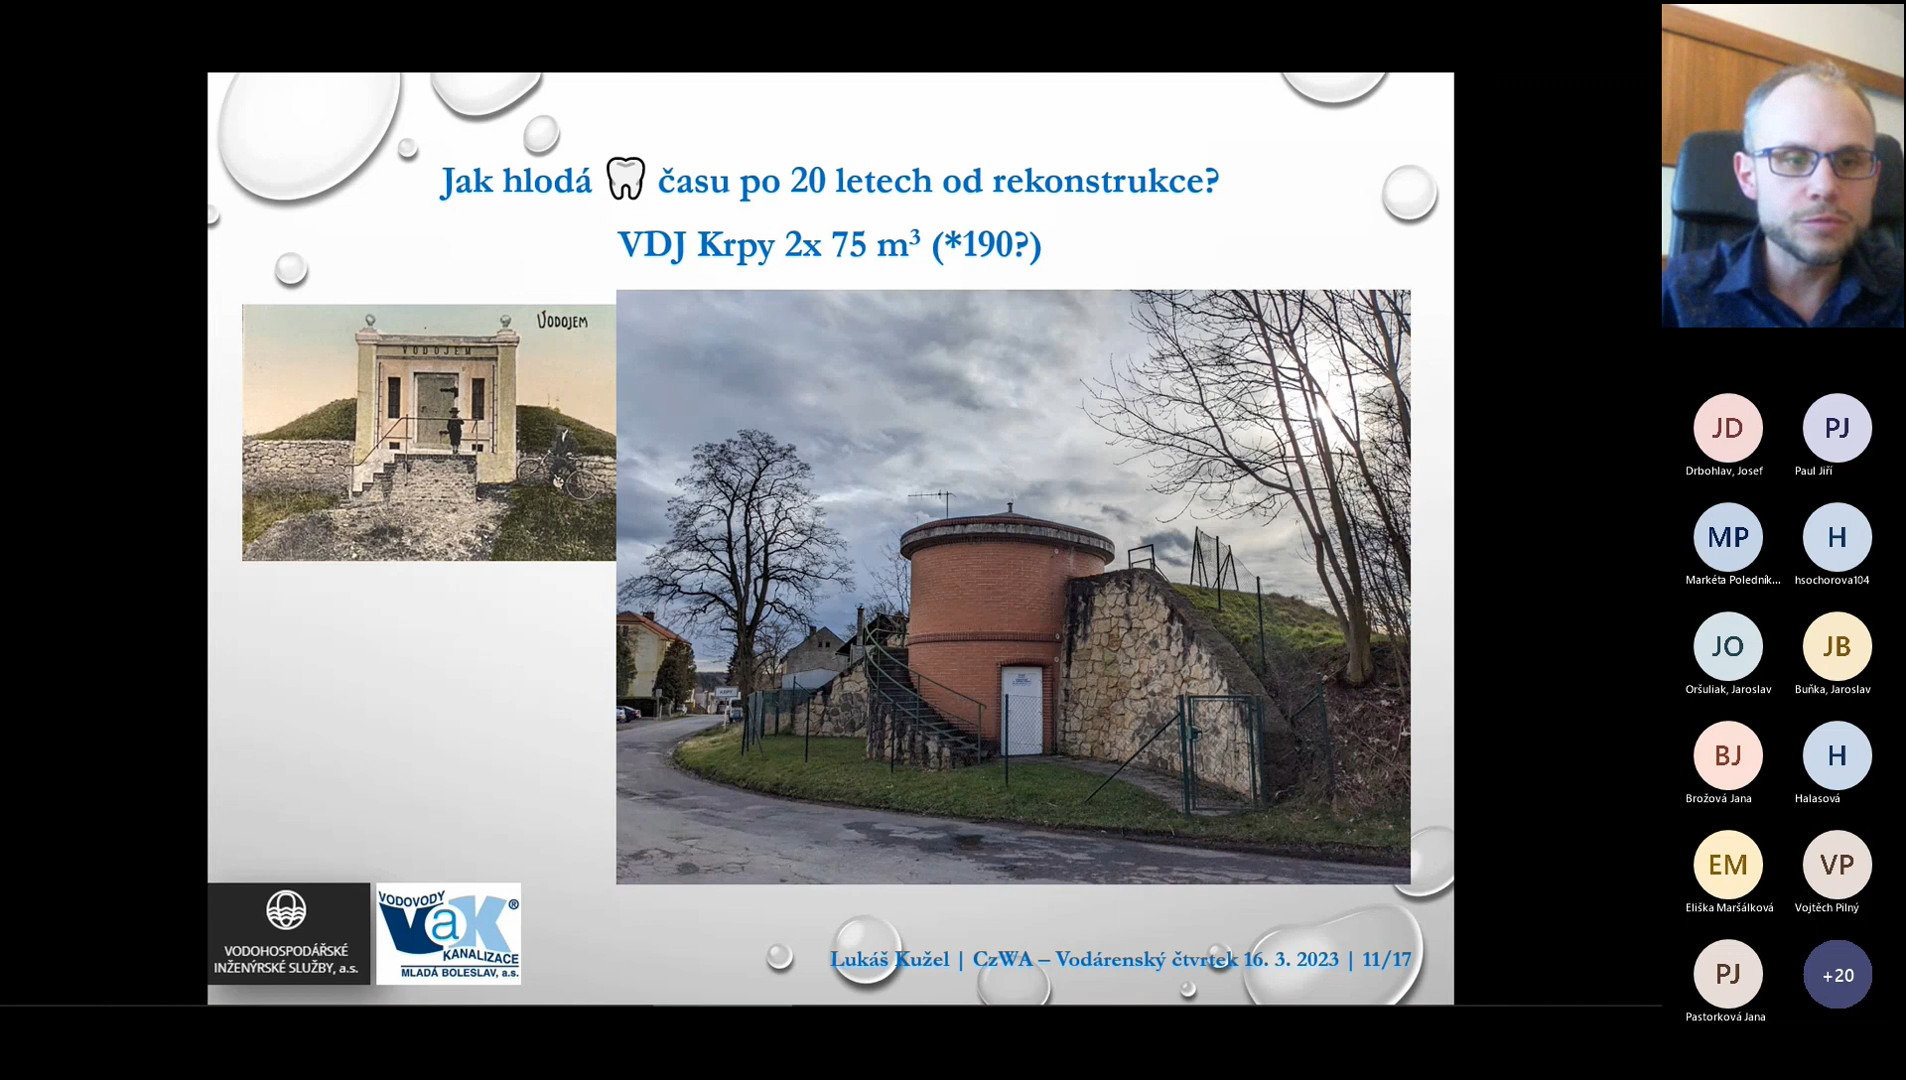 Jak hlodá 🦷 času po 20 letech od rekonstrukce?
VDJ Krpy 2x 75 m³ (*190?)
VODOJEM
VODOJEM
VODOHOSPODÁŘSKÉ
INŽENÝRSKÉ SLUŽBY, a.s.
VODOVODY
VaK®
KANALIZACE
MLADÁ BOLESLAV, a.s.
Lukáš Kužel | CzWA – Vodárenský čtvrtek 16. 3. 2023 | 11/17
JD
PJ
Drbohlav, Josef
Paul Jiří
MP
H
Markéta Poledník...
hsochorova104
JO
JB
Oršuliak, Jaroslav
Buňka, Jaroslav
BJ
H
Brožová Jana
Halasová
EM
VP
Eliška Maršálková
Vojtěch Pilný
PJ
+20
Pastorková Jana